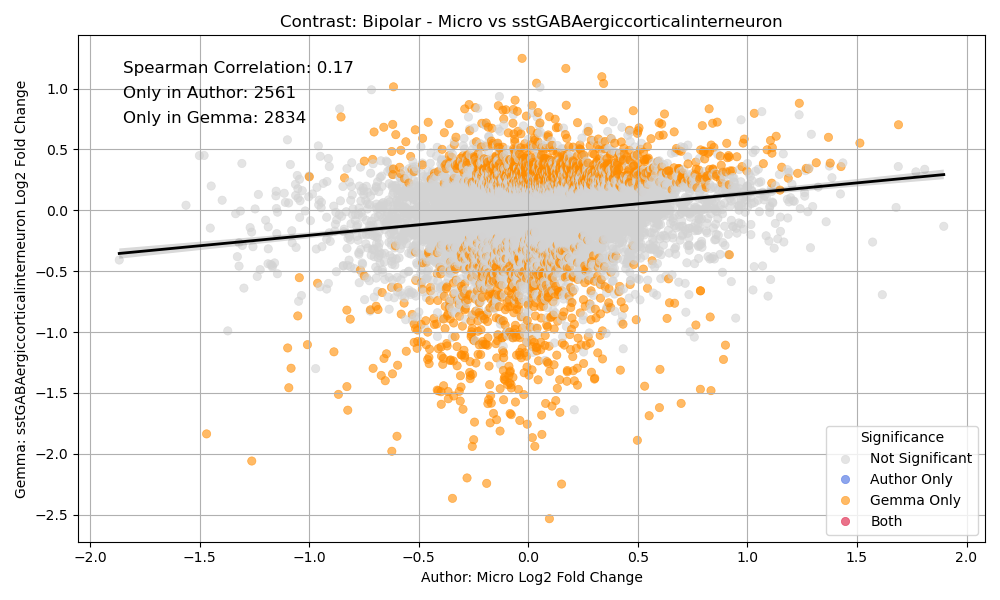 Contrast: Bipolar - Micro vs sstGABAergiccorticalinterneuron
Spearman Correlation: 0.17
Only in Author: 2561
Only in Gemma: 2834
Gemma: sstGABAergiccorticalinterneuron Log2 Fold Change
1.0
0.5
0.0
−0.5
−1.0
−1.5
−2.0
−2.5
Significance
Not Significant
Author Only
Gemma Only
Both
−2.0 −1.5 −1.0 −0.5 0.0 0.5 1.0 1.5 2.0
Author: Micro Log2 Fold Change